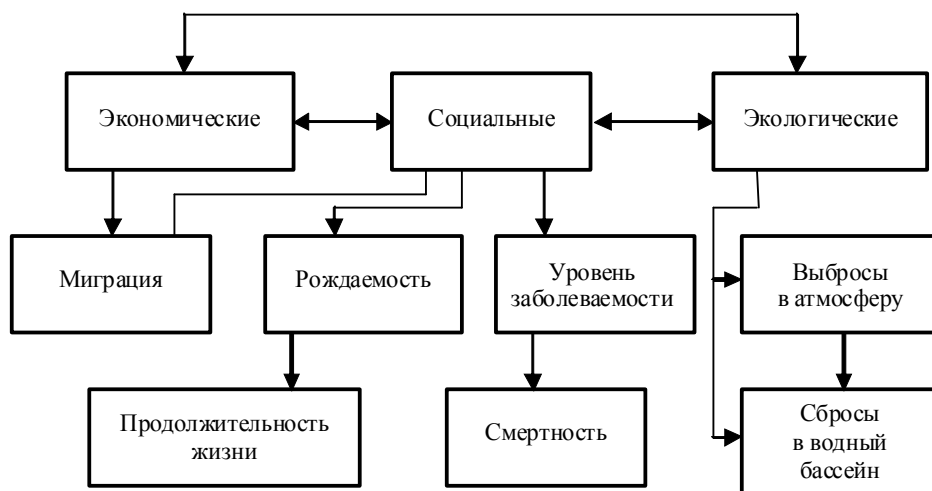 Экономические
Социальные
Экологические
Миграция
Рождаемость
Уровень
заболеваемости
Выбросы
в атмосферу
Продолжительность
жизни
Смертность
Сбросы
в водный
бассейн